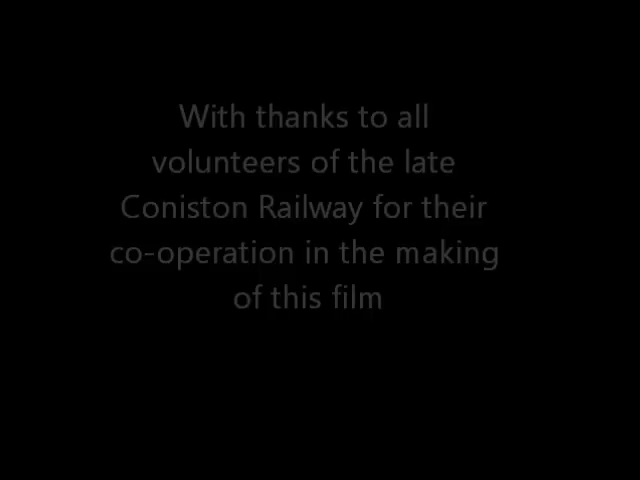 With thanks to all
volunteers of the late
Coniston Railway for their
co-operation in the making
of this film